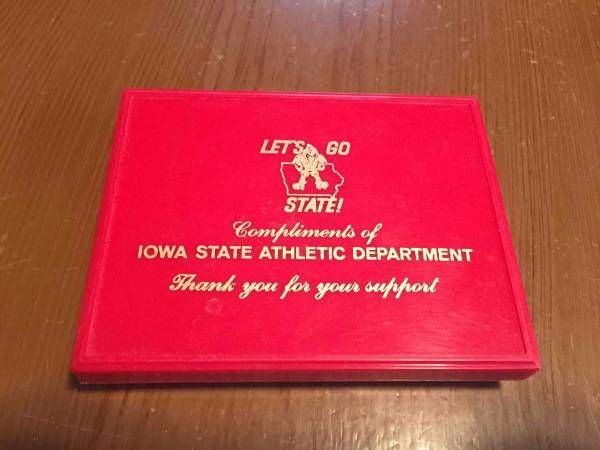 LET'S GO
STATE!
Compliments of
IOWA STATE ATHLETIC DEPARTMENT
Thank you for your support